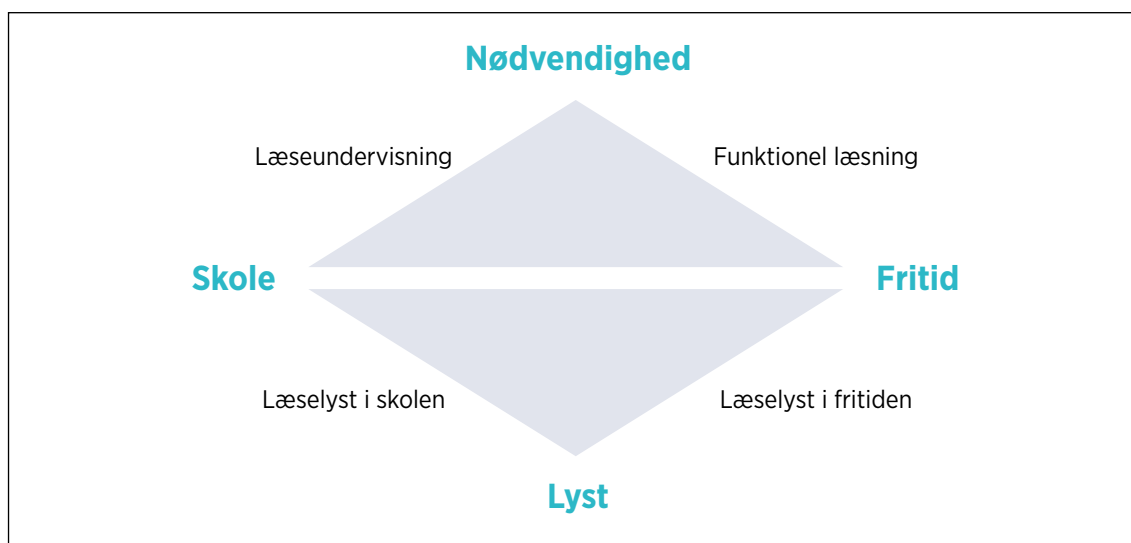 Nødvendighed
Læseundervisning
Funktionel læsning
Skole
Fritid
Læselyst i skolen
Læselyst i fritiden
Lyst